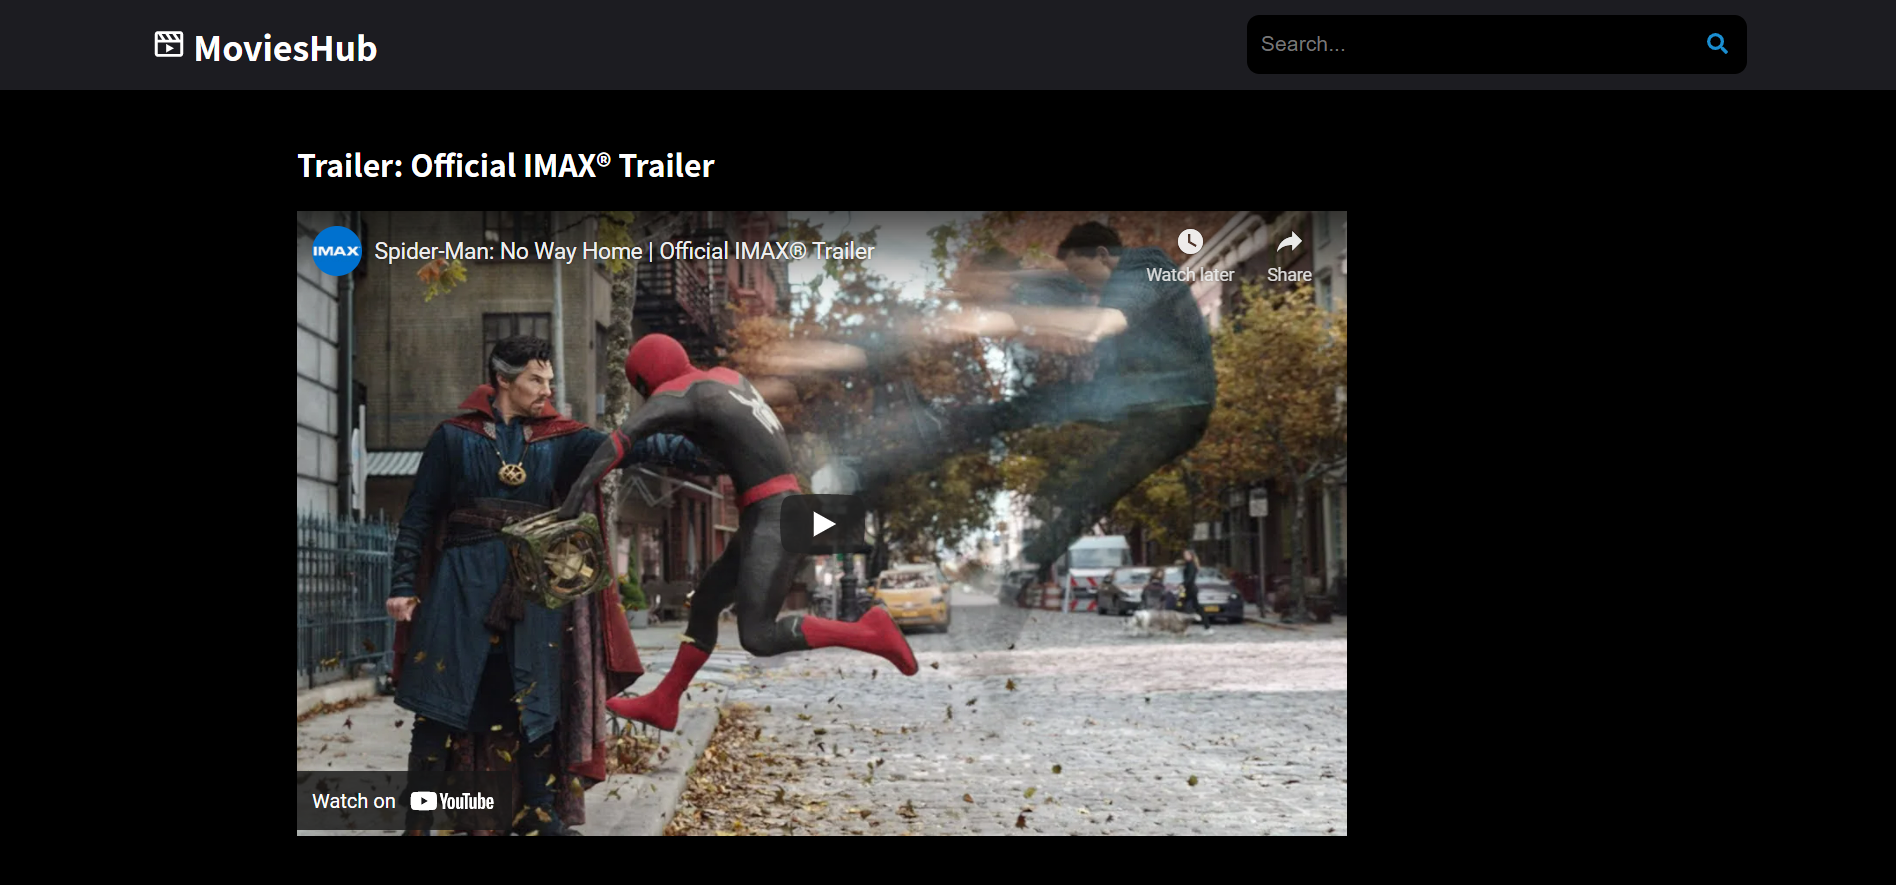 MoviesHub
Search...
Trailer: Official IMAX® Trailer
IMAX
Spider-Man: No Way Home | Official IMAX® Trailer
Watch later
Share
Watch on YouTube